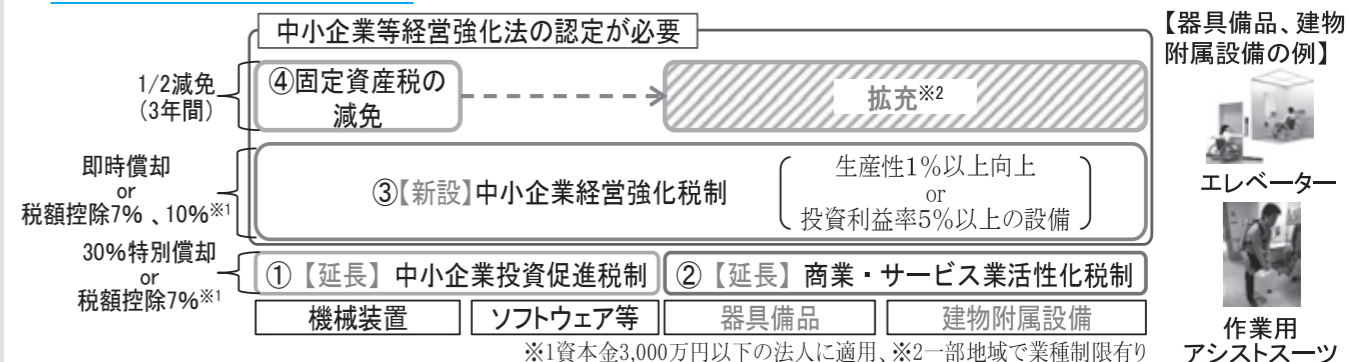 中小企業等経営強化法の認定が必要
【器具備品、建物
附属設備の例】
1/2減免
(3年間)
④固定資産税の
減免
拡充※2
即時償却
or
税額控除7%、10%※1
③【新設】中小企業経営強化税制
生産性1%以上向上
or
投資利益率5%以上の設備
エレベーター
30%特別償却
or
税額控除7%※1
①【延長】中小企業投資促進税制
②【延長】商業・サービス業活性化税制
機械装置
ソフトウェア等
器具備品
建物附属設備
作業用
アシストスーツ
※1資本金3,000万円以下の法人に適用、※2一部地域で業種制限有り